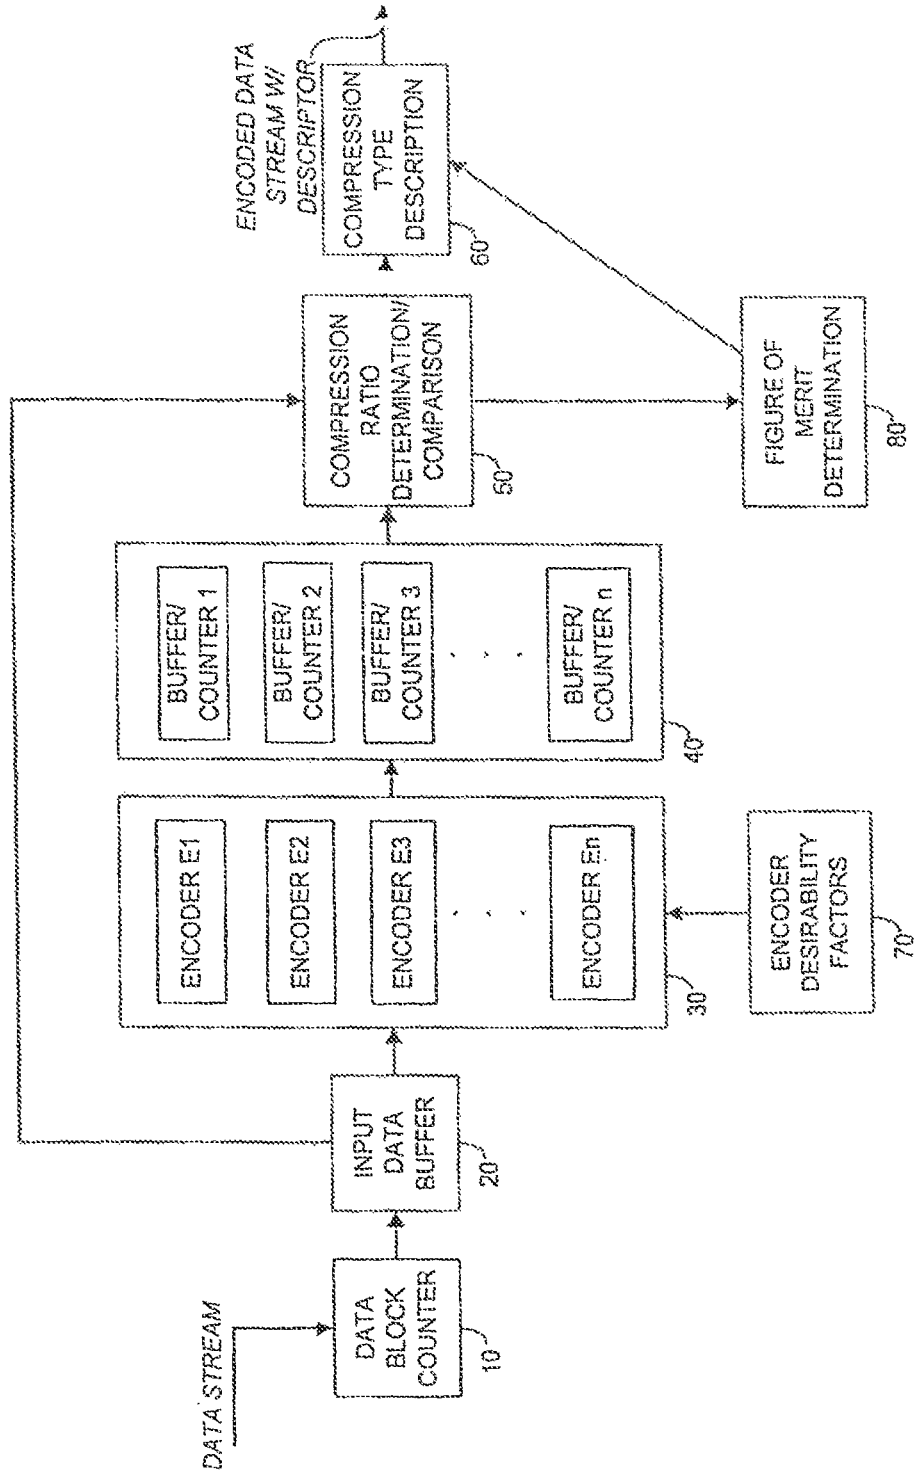 DATA STREAM
DATA
BLOCK
COUNTER
10
INPUT
DATA
BUFFER
20
ENCODER E1
ENCODER E2
ENCODER E3
. . .
ENCODER En
30
ENCODER
DESIRABILITY
FACTORS
70
BUFFER/
COUNTER 1
BUFFER/
COUNTER 2
BUFFER/
COUNTER 3
. . .
BUFFER/
COUNTER n
40
COMPRESSION
RATIO
DETERMINATION/
COMPARISON
50
FIGURE OF
MERIT
DETERMINATION
80
COMPRESSION
TYPE
DESCRIPTION
60
ENCODED DATA
STREAM W/
DESCRIPTOR